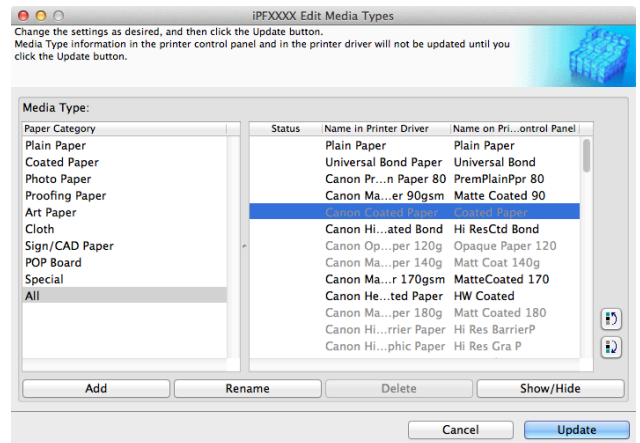 iPFXXXX Edit Media Types
Change the settings as desired, and then click the Update button.
Media Type information in the printer control panel and in the printer driver will not be updated until you
click the Update button.
Media Type:
Paper Category
Plain Paper
Coated Paper
Photo Paper
Proofing Paper
Art Paper
Cloth
Sign/CAD Paper
POP Board
Special
All
Status Name in Printer Driver Name on Pri...ontrol Panel
Plain Paper Plain Paper
Universal Bond Paper Universal Bond
Canon Pr...n Paper 80 PremPlainPpr 80
Canon Ma...er 90gsm Matte Coated 90
Canon Coated Paper Coated Paper
Canon Hi...ated Bond Hi ResCtd Bond
Canon Op...per 120g Opaque Paper 120
Canon Ma...per 140g Matt Coat 140g
Canon Ma...r 170gsm MatteCoated 170
Canon He...ted Paper HW Coated
Canon Ma...per 180g Matt Coated 180
Canon Hi...rrier Paper Hi Res BarrierP
Canon Hi...phic Paper Hi Res Gra P
Add Rename Delete Show/Hide
Cancel Update